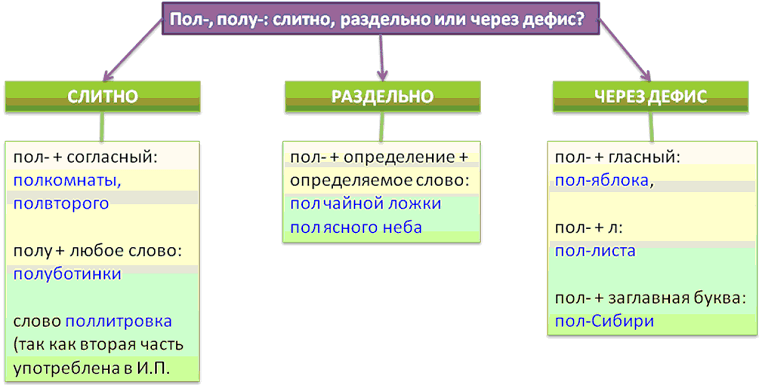 Пол-, полу-: слитно, раздельно или через дефис?
СЛИТНО
пол- + согласный:
полкомнаты,
полвторого
полу + любое слово:
полуботинки
слово поллитровка
(так как вторая часть
употреблена в И.П.
РАЗДЕЛЬНО
пол- + определение +
определяемое слово:
пол чайной ложки
пол ясного неба
ЧЕРЕЗ ДЕФИС
пол- + гласный:
пол-яблока,
пол- + л:
пол-листа
пол- + заглавная буква:
пол-Сибири